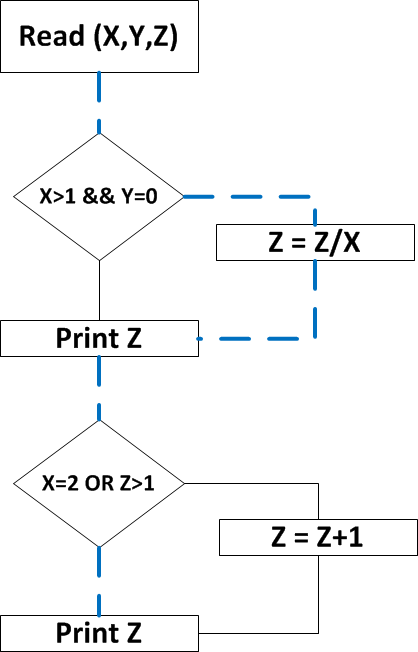 Read (X,Y,Z)
X>1 && Y=0
Z = Z/X
Print Z
X=2 OR Z>1
Z = Z+1
Print Z